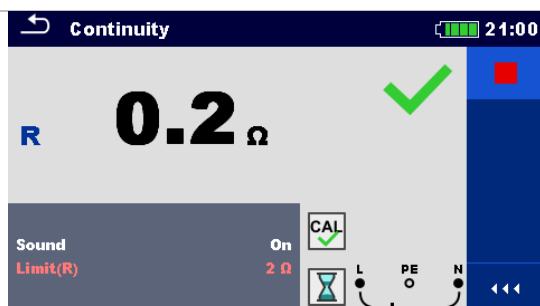 Continuity 21:00
R 0.2 Ω
CAL
Sound On
Limit(R) 2 Ω
L PE N